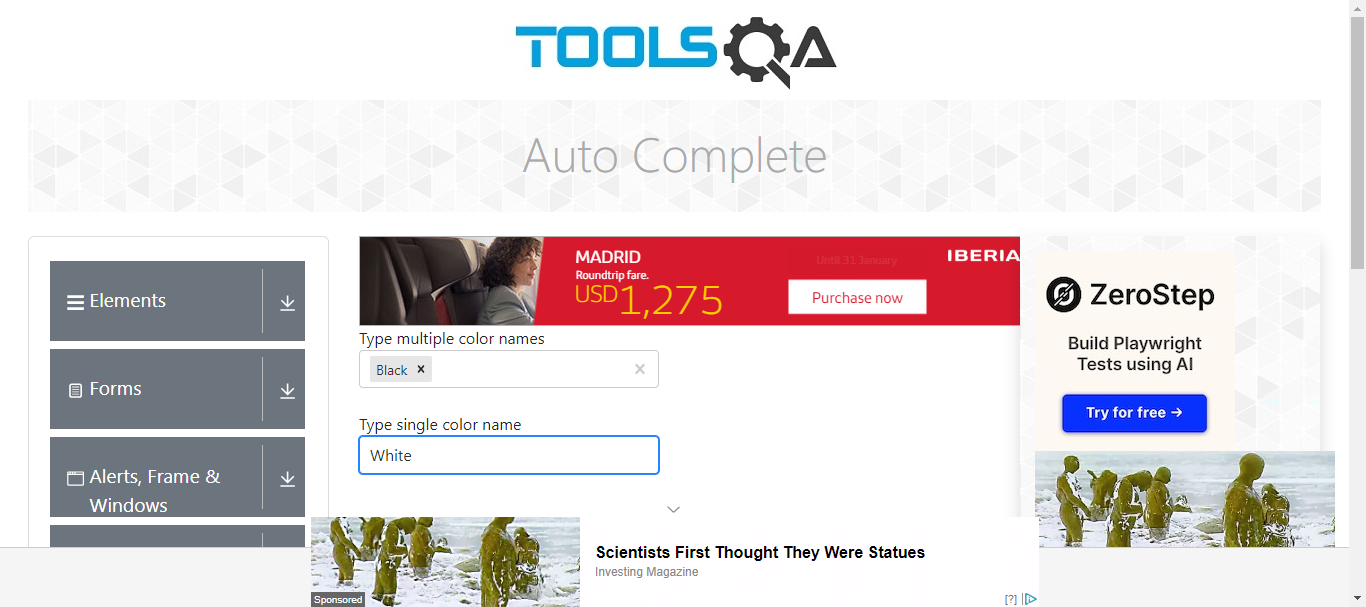 TOOLSQA
Auto Complete
Elements
Forms
Alerts, Frame &
Windows
MADRID
Roundtrip fare.
USD1,275
Until 31 January
Purchase now
IBERIA
Type multiple color names
Black ×
×
Type single color name
White
ZeroStep
Build Playwright
Tests using AI
Try for free →
Scientists First Thought They Were Statues
Investing Magazine
Sponsored
[?]